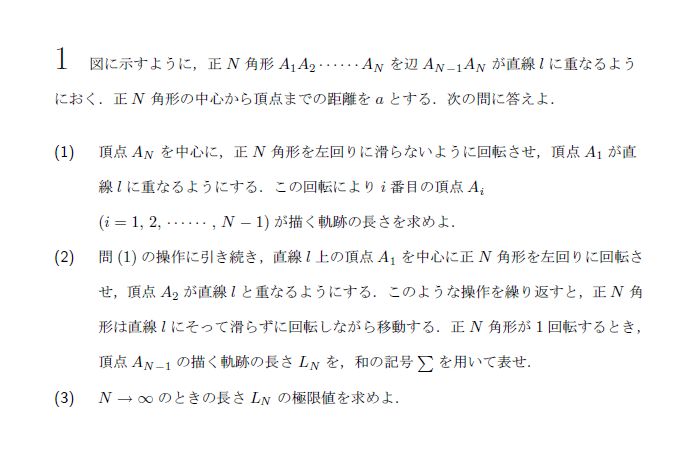 1 図に示すように，正 N 角形 A₁A₂⋯⋯A_N を辺 A_{N−1}A_N が直線 l に重なるよう
におく．正 N 角形の中心から頂点までの距離を a とする．次の問に答えよ．
(1) 頂点 A_N を中心に，正 N 角形を左回りに滑らないように回転させ，頂点 A₁ が直
線 l に重なるようにする．この回転により i 番目の頂点 A_i
(i = 1, 2, ⋯⋯, N − 1) が描く軌跡の長さを求めよ．
(2) 問 (1) の操作に引き続き，直線 l 上の頂点 A₁ を中心に正 N 角形を左回りに回転さ
せ，頂点 A₂ が直線 l と重なるようにする．このような操作を繰り返すと，正 N 角
形は直線 l にそって滑らずに回転しながら移動する．正 N 角形が 1 回転するとき，
頂点 A_{N−1} の描く軌跡の長さ L_N を，和の記号 ∑ を用いて表せ．
(3) N → ∞ のときの長さ L_N の極限値を求めよ．